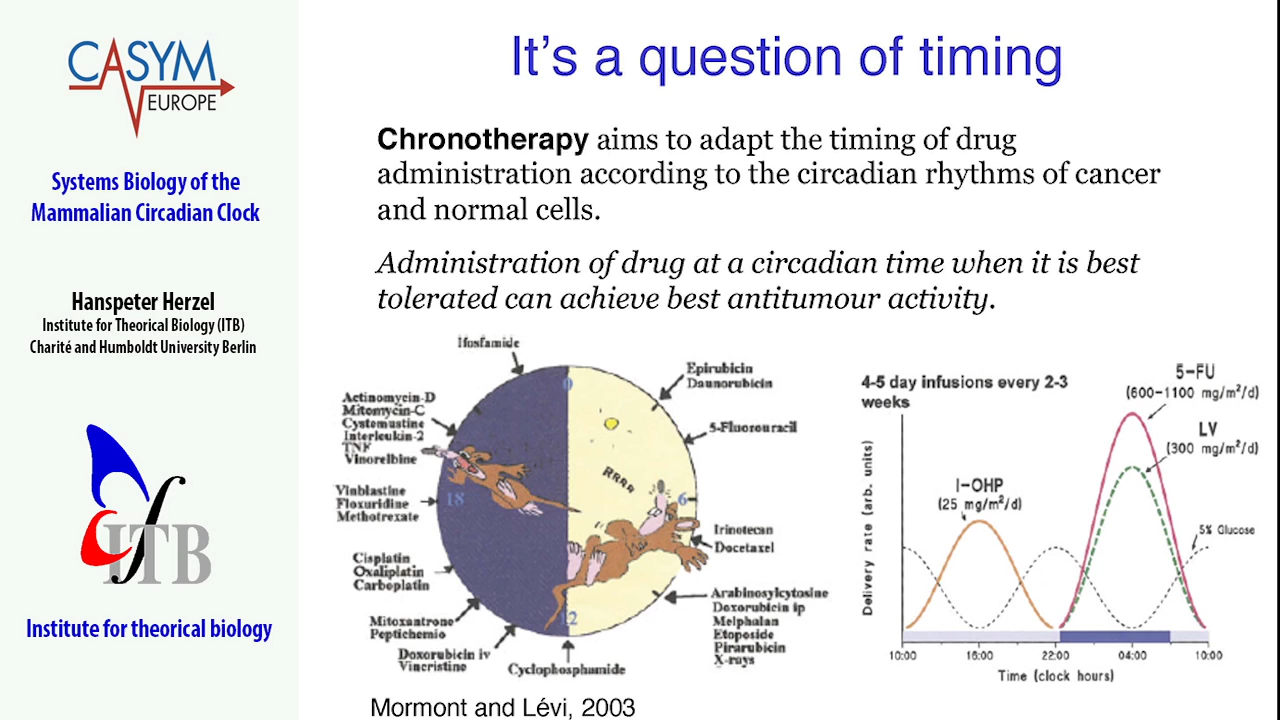 CASYM
EUROPE
Systems Biology of the
Mammalian Circadian Clock
Hanspeter Herzel
Institute for Theorical Biology (ITB)
Charité and Humboldt University Berlin
ITB
Institute for theorical biology
It's a question of timing
Chronotherapy aims to adapt the timing of drug
administration according to the circadian rhythms of cancer
and normal cells.
Administration of drug at a circadian time when it is best
tolerated can achieve best antitumour activity.
Ifosfamide
Epirubicin
Daunorubicin
5-Fluorouracil
Irinotecan
Docetaxel
Arabinosylcytosine
Doxorubicin ip
Melphalan
Etoposide
Pirarubicin
X-rays
Cyclophosphamide
Doxorubicin iv
Vincristine
Mitoxantrone
Peptichemio
Cisplatin
Oxaliplatin
Carboplatin
Vinblastine
Floxuridine
Methotrexate
Actinomycin-D
Mitomycin-C
Cystemustine
Interleukin-2
TNF
Vinorelbine
0
6
12
18
RRRR
4-5 day infusions every 2-3
weeks
5-FU
(600-1100 mg/m²/d)
LV
(300 mg/m²/d)
I-OHP
(25 mg/m²/d)
5% Glucose
Delivery rate (arb. units)
10:00 16:00 22:00 04:00 10:00
Time (clock hours)
Mormont and Lévi, 2003